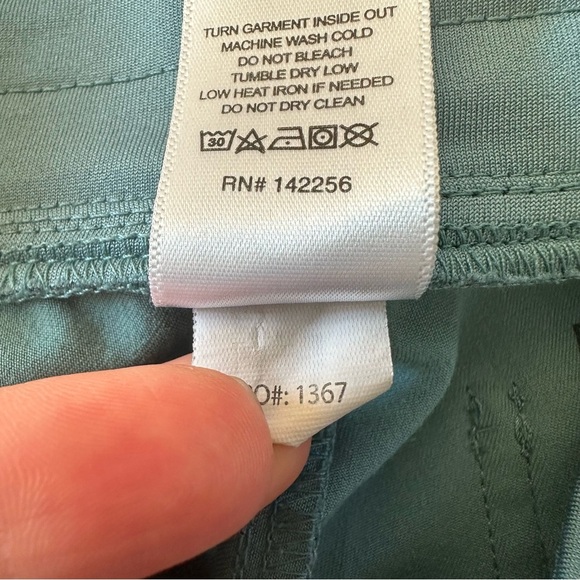 TURN GARMENT INSIDE OUT
MACHINE WASH COLD
DO NOT BLEACH
TUMBLE DRY LOW
LOW HEAT IRON IF NEEDED
DO NOT DRY CLEAN
30
RN# 142256
O#: 1367